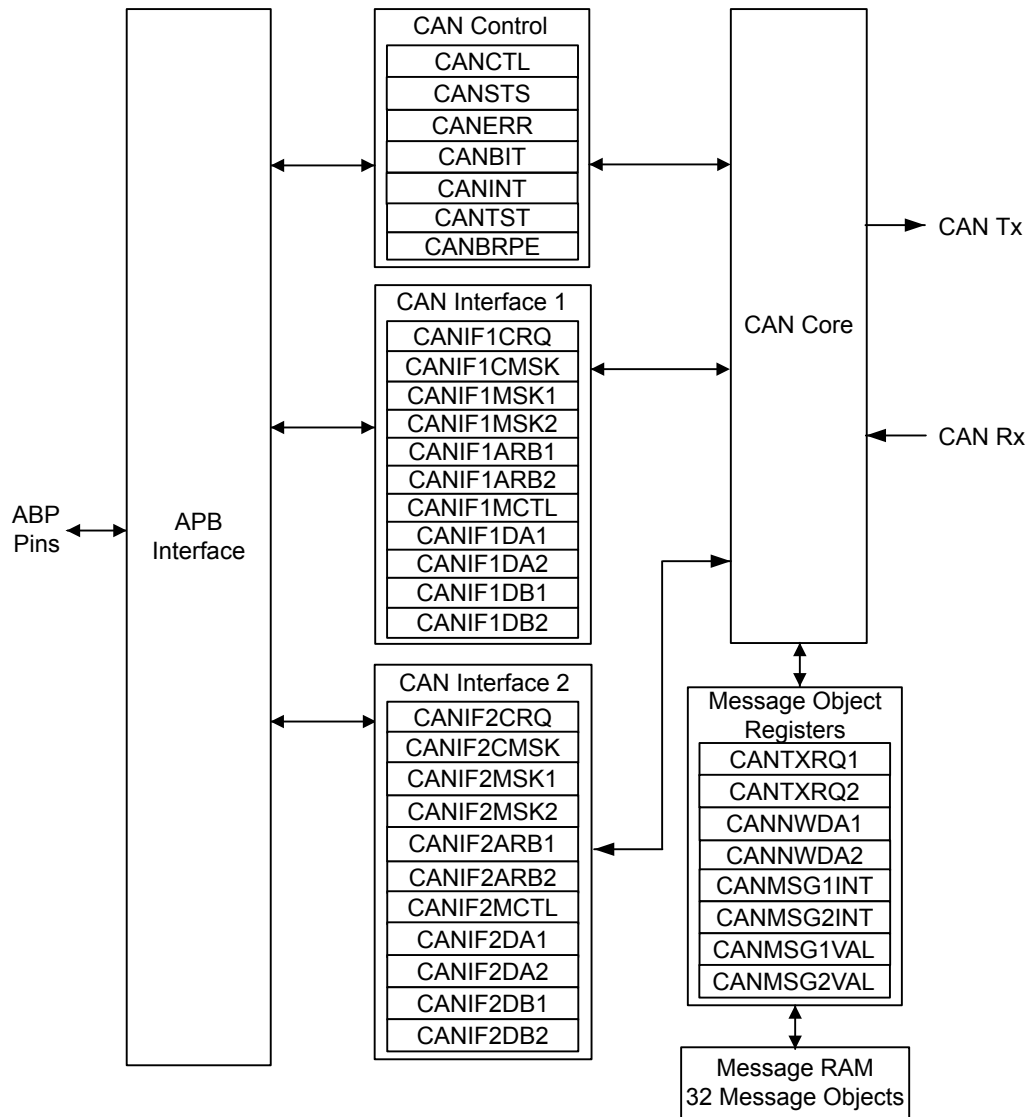 ABP
Pins
APB
Interface
CAN Control
CANCTL
CANSTS
CANERR
CANBIT
CANINT
CANTST
CANBRPE
CAN Interface 1
CANIF1CRQ
CANIF1CMSK
CANIF1MSK1
CANIF1MSK2
CANIF1ARB1
CANIF1ARB2
CANIF1MCTL
CANIF1DA1
CANIF1DA2
CANIF1DB1
CANIF1DB2
CAN Interface 2
CANIF2CRQ
CANIF2CMSK
CANIF2MSK1
CANIF2MSK2
CANIF2ARB1
CANIF2ARB2
CANIF2MCTL
CANIF2DA1
CANIF2DA2
CANIF2DB1
CANIF2DB2
CAN Core
CAN Tx
CAN Rx
Message Object
Registers
CANTXRQ1
CANTXRQ2
CANNWDA1
CANNWDA2
CANMSG1INT
CANMSG2INT
CANMSG1VAL
CANMSG2VAL
Message RAM
32 Message Objects